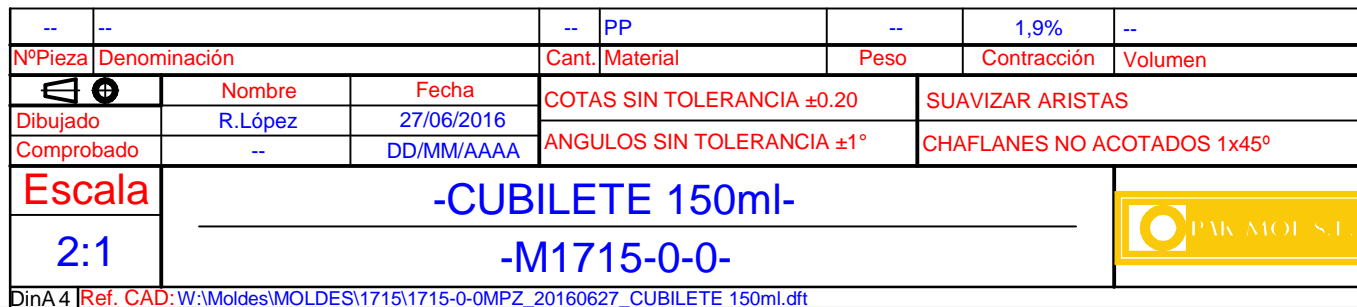 -- -- -- PP -- 1,9% --
NºPieza Denominación Cant. Material Peso Contracción Volumen
Nombre Fecha COTAS SIN TOLERANCIA ±0.20 SUAVIZAR ARISTAS
Dibujado R.López 27/06/2016
Comprobado -- DD/MM/AAAA ANGULOS SIN TOLERANCIA ±1° CHAFLANES NO ACOTADOS 1x45º
Escala -CUBILETE 150ml-
2:1 -M1715-0-0-
PAK MOL S.L.
DinA 4 Ref. CAD: W:\Moldes\MOLDES\1715\1715-0-0MPZ_20160627_CUBILETE 150ml.dft